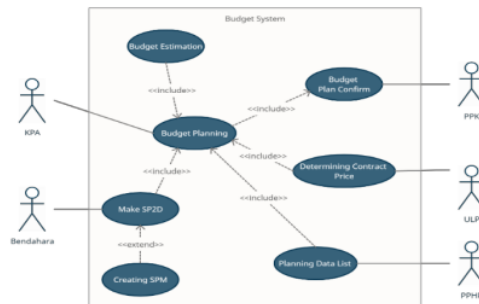 Budget System
Budget Estimation
<<include>>
Budget
Plan Confirm
<<include>>
KPA
PPK
Budget Planning
<<include>>
<<include>>
Determining Contract
Price
<<include>>
Make SP2D
Bendahara
ULP
<<extend>>
Creating SPM
Planning Data List